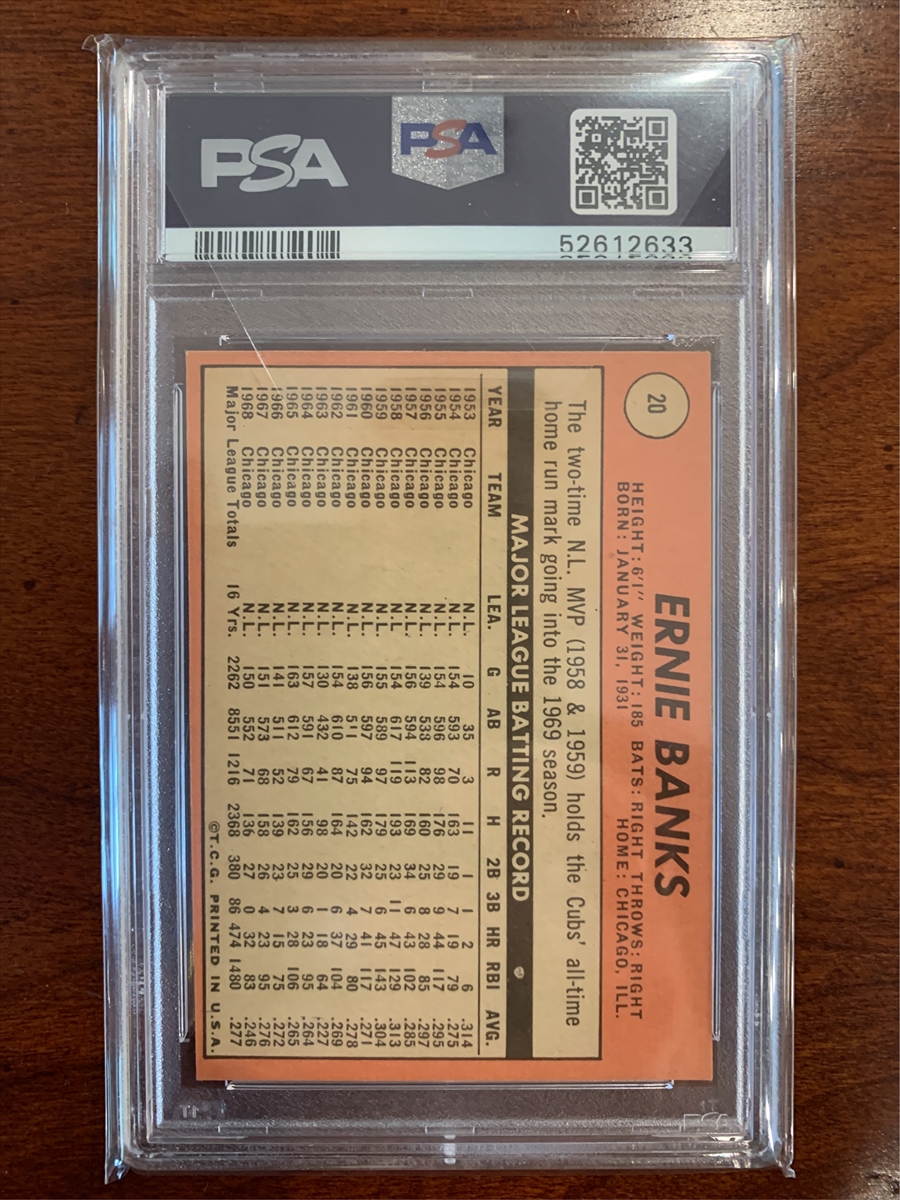 PSA
PSA
52612633
20
ERNIE BANKS
HEIGHT: 6'1" WEIGHT: 185 BATS: RIGHT THROWS: RIGHT
BORN: JANUARY 31, 1931 HOME: CHICAGO, ILL.
The two-time N.L. MVP (1958 & 1959) holds the Cubs' all-time
home run mark going into the 1969 season.
MAJOR LEAGUE BATTING RECORD
YEAR TEAM LEA. G AB R H 2B 3B HR RBI AVG.
1953 Chicago N.L. 10 35 3 11 1 1 2 6 .314
1954 Chicago N.L. 154 593 70 163 19 7 19 79 .275
1955 Chicago N.L. 154 596 98 176 29 9 44 117 .295
1956 Chicago N.L. 139 538 82 160 25 8 28 85 .297
1957 Chicago N.L. 156 594 113 169 34 6 43 102 .285
1958 Chicago N.L. 154 617 119 193 23 11 47 129 .313
1959 Chicago N.L. 155 589 97 179 25 6 45 143 .304
1960 Chicago N.L. 156 597 94 162 32 7 41 117 .271
1961 Chicago N.L. 138 511 75 142 22 4 29 80 .278
1962 Chicago N.L. 154 610 87 164 20 6 37 104 .269
1963 Chicago N.L. 130 432 41 98 20 1 18 64 .227
1964 Chicago N.L. 157 591 67 156 29 6 23 95 .264
1965 Chicago N.L. 163 612 79 162 25 3 28 106 .265
1966 Chicago N.L. 141 511 52 139 23 7 15 75 .272
1967 Chicago N.L. 151 573 68 158 26 4 23 95 .276
1968 Chicago N.L. 150 552 71 136 27 0 32 83 .246
Major League Totals 16 Yrs. 2262 8551 1216 2368 380 86 474 1480 .277
©T.C.G. PRINTED IN U.S.A.